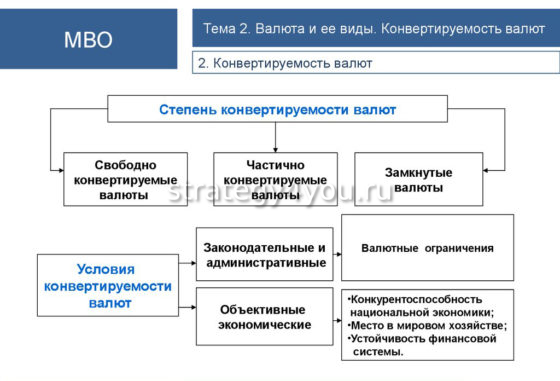 МВО
Тема 2. Валюта и ее виды. Конвертируемость валют
2. Конвертируемость валют
Степень конвертируемости валют
Свободно
конвертируемые
валюты
Частично
конвертируемые
валюты
Замкнутые
валюты
strategy4you.ru
Условия
конвертируемости
валют
Законодательные и
административные
Валютные ограничения
Объективные
экономические
•Конкурентоспособность
национальной экономики;
•Место в мировом хозяйстве;
•Устойчивость финансовой
системы.